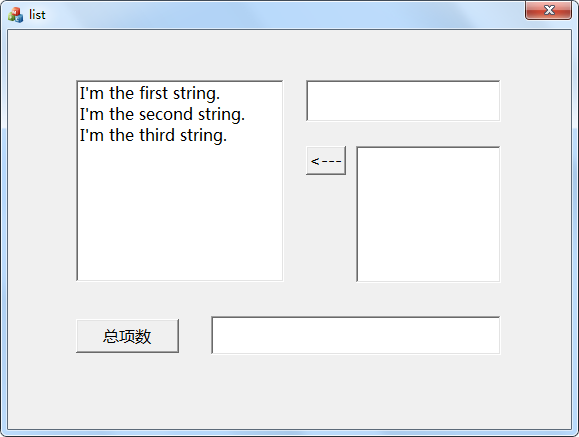 list
I'm the first string.
I'm the second string.
I'm the third string.
<---
总项数